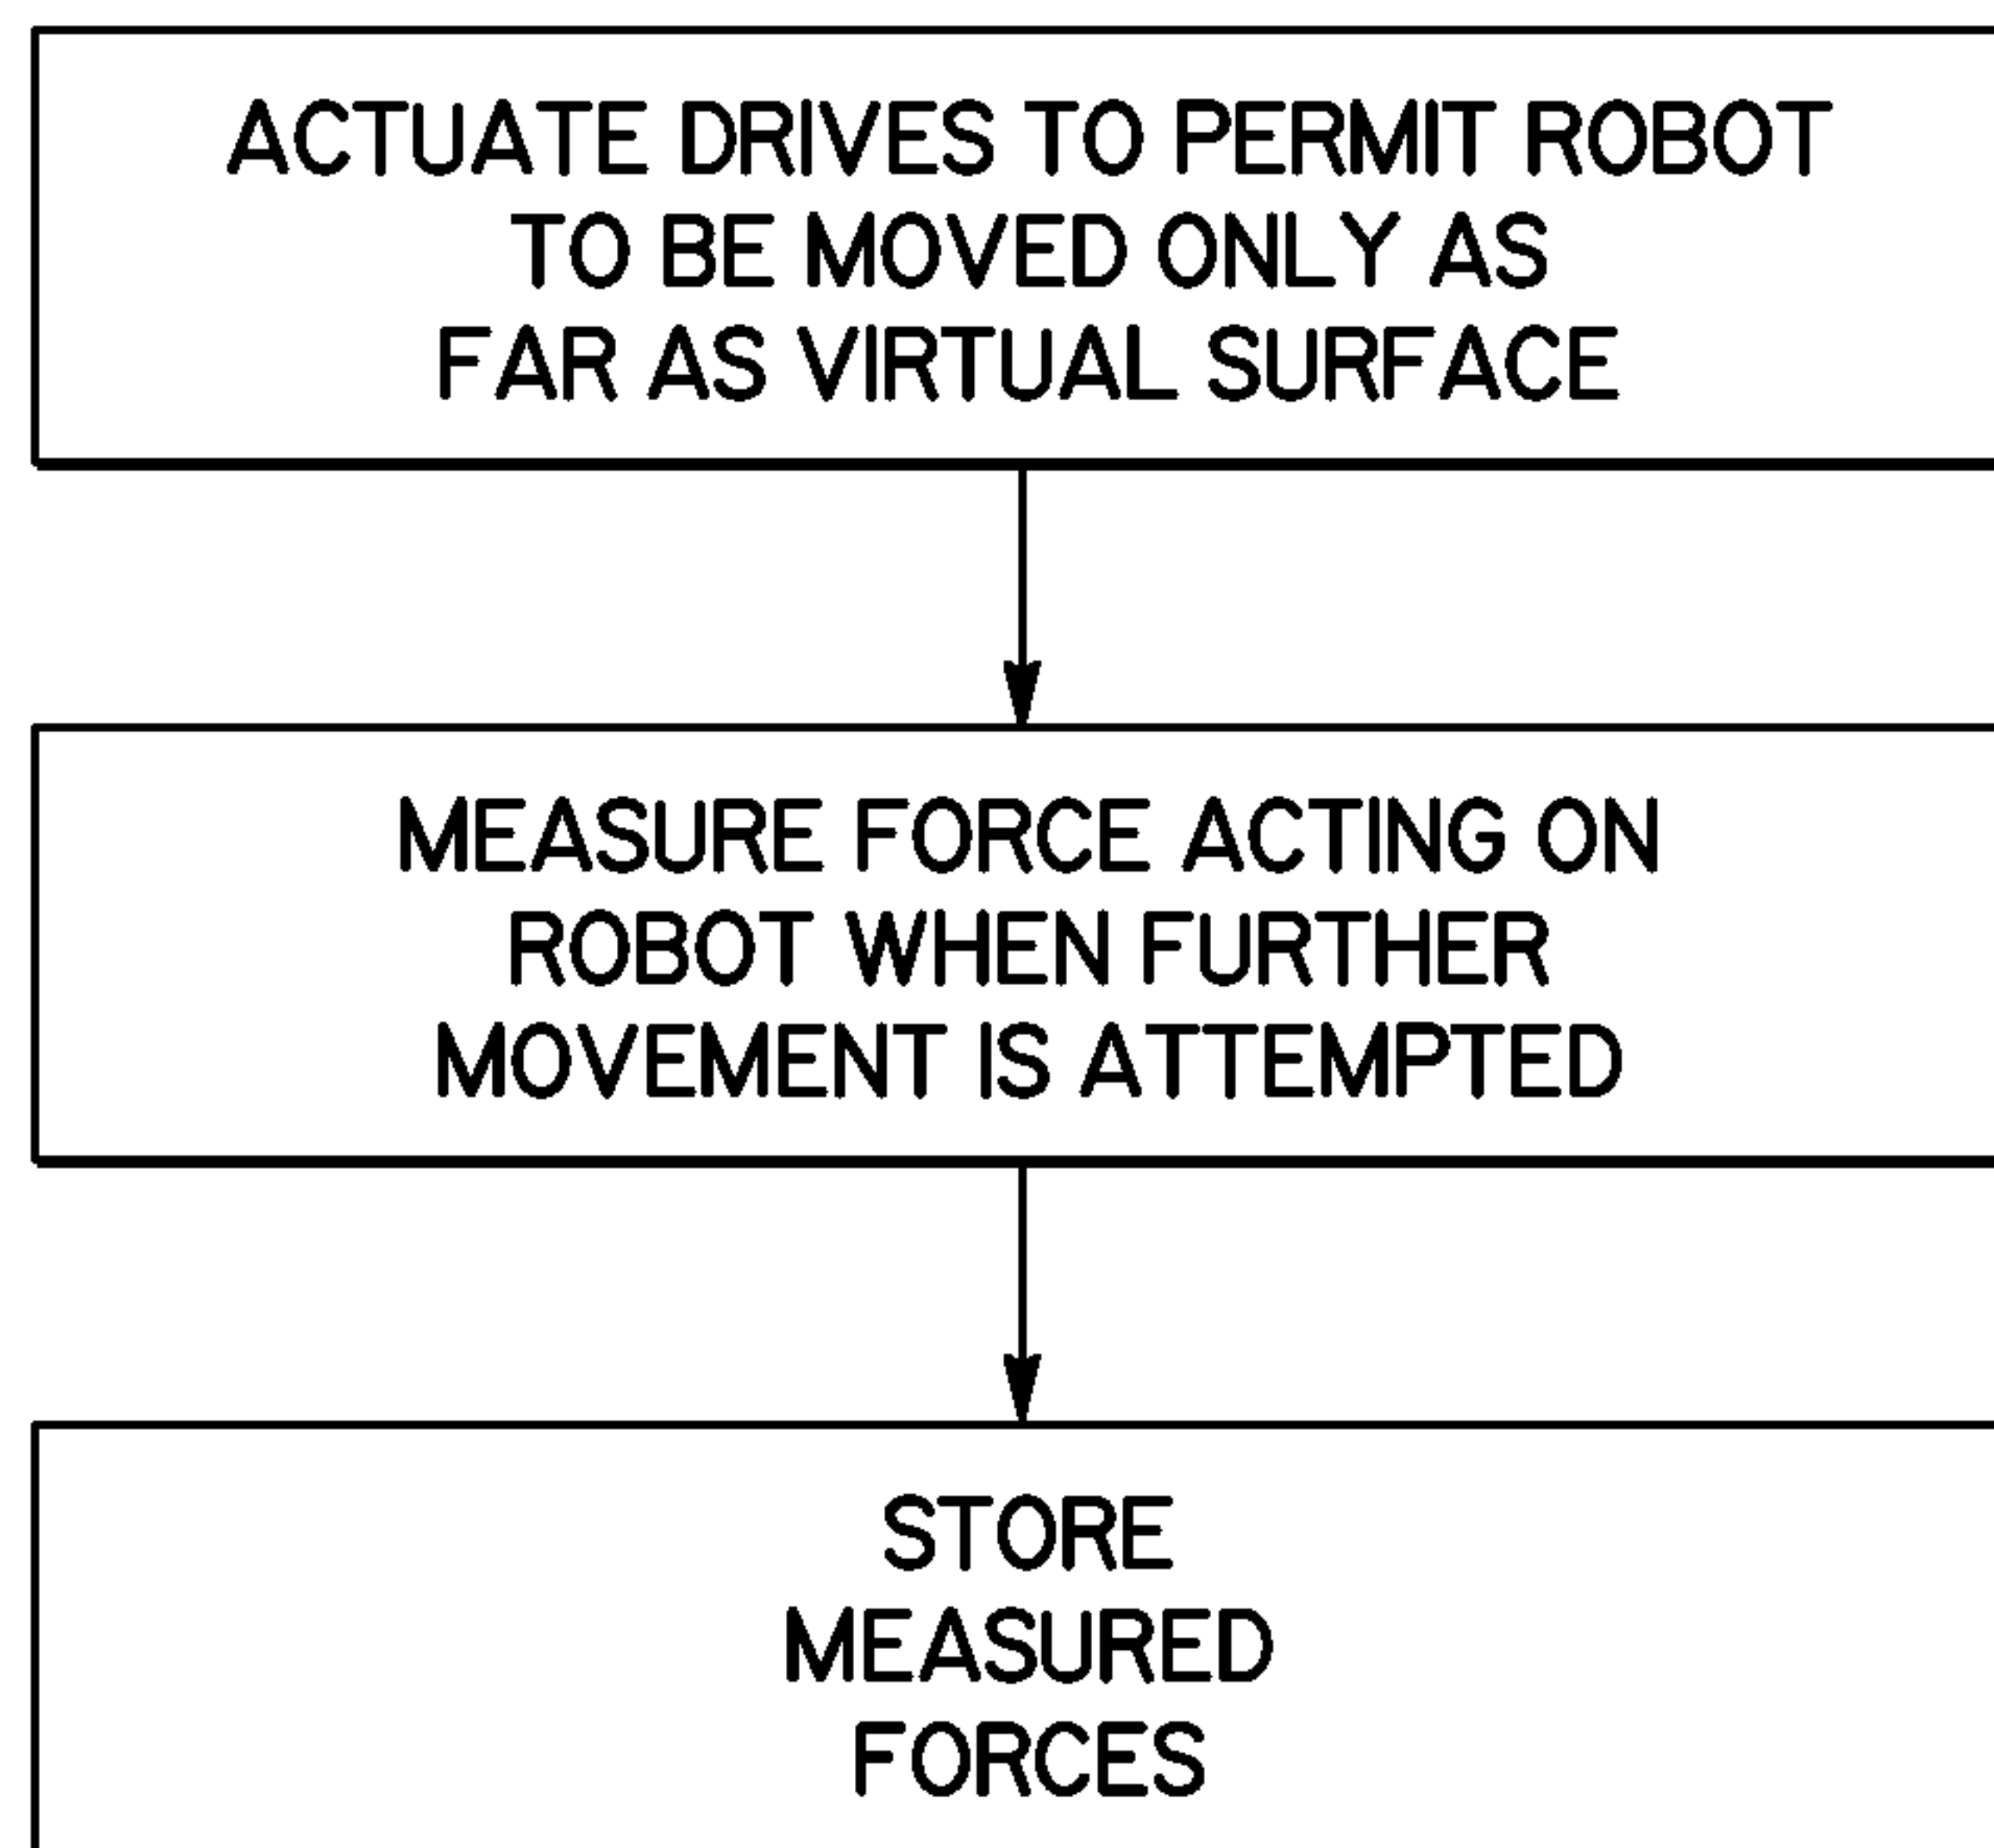 ACTUATE DRIVES TO PERMIT ROBOT
TO BE MOVED ONLY AS
FAR AS VIRTUAL SURFACE
MEASURE FORCE ACTING ON
ROBOT WHEN FURTHER
MOVEMENT IS ATTEMPTED
STORE
MEASURED
FORCES